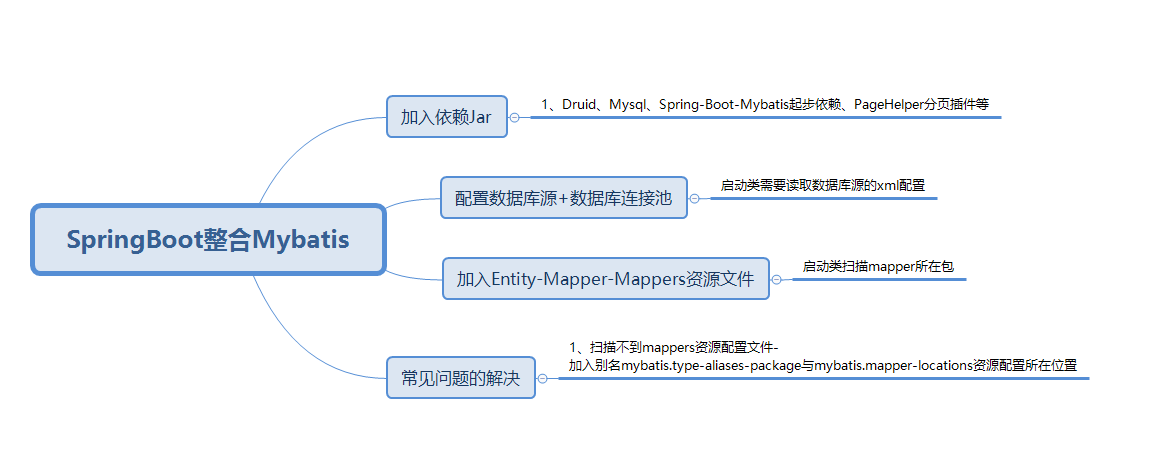 1、Druid、Mysql、Spring-Boot-Mybatis起步依赖、PageHelper分页插件等
加入依赖Jar
启动类需要读取数据库源的xml配置
配置数据库源+数据库连接池
SpringBoot整合Mybatis
启动类扫描mapper所在包
加入Entity-Mapper-Mappers资源文件
1、扫描不到mappers资源配置文件-
加入别名mybatis.type-aliases-package与mybatis.mapper-locations资源配置所在位置
常见问题的解决